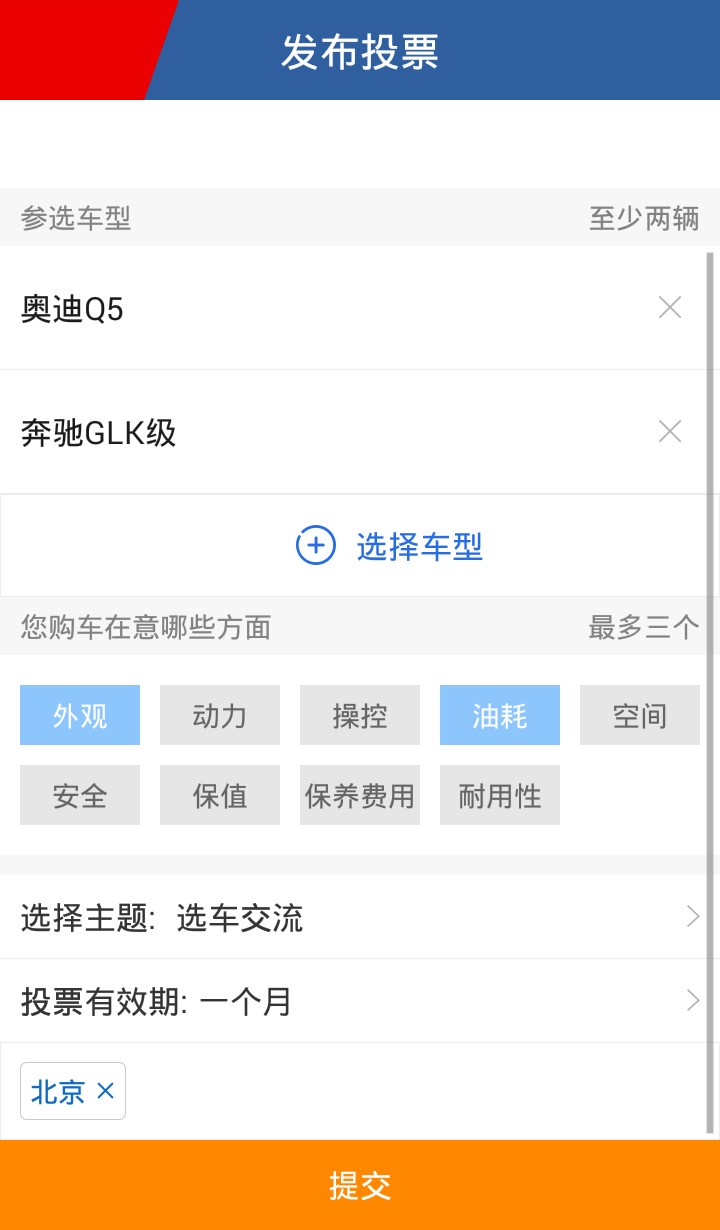 发布投票
参选车型 至少两辆
奥迪Q5
奔驰GLK级
选择车型
您购车在意哪些方面 最多三个
外观 动力 操控 油耗 空间
安全 保值 保养费用 耐用性
选择主题: 选车交流
投票有效期: 一个月
北京
提交